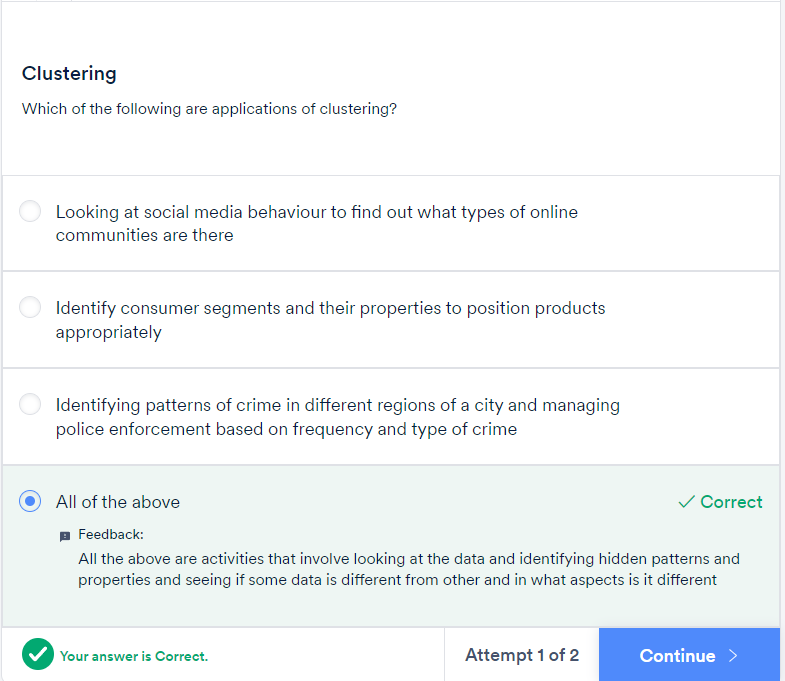 Clustering
Which of the following are applications of clustering?
Looking at social media behaviour to find out what types of online
communities are there
Identify consumer segments and their properties to position products
appropriately
Identifying patterns of crime in different regions of a city and managing
police enforcement based on frequency and type of crime
All of the above
Correct
Feedback:
All the above are activities that involve looking at the data and identifying hidden patterns and
properties and seeing if some data is different from other and in what aspects is it different
Your answer is Correct.
Attempt 1 of 2
Continue